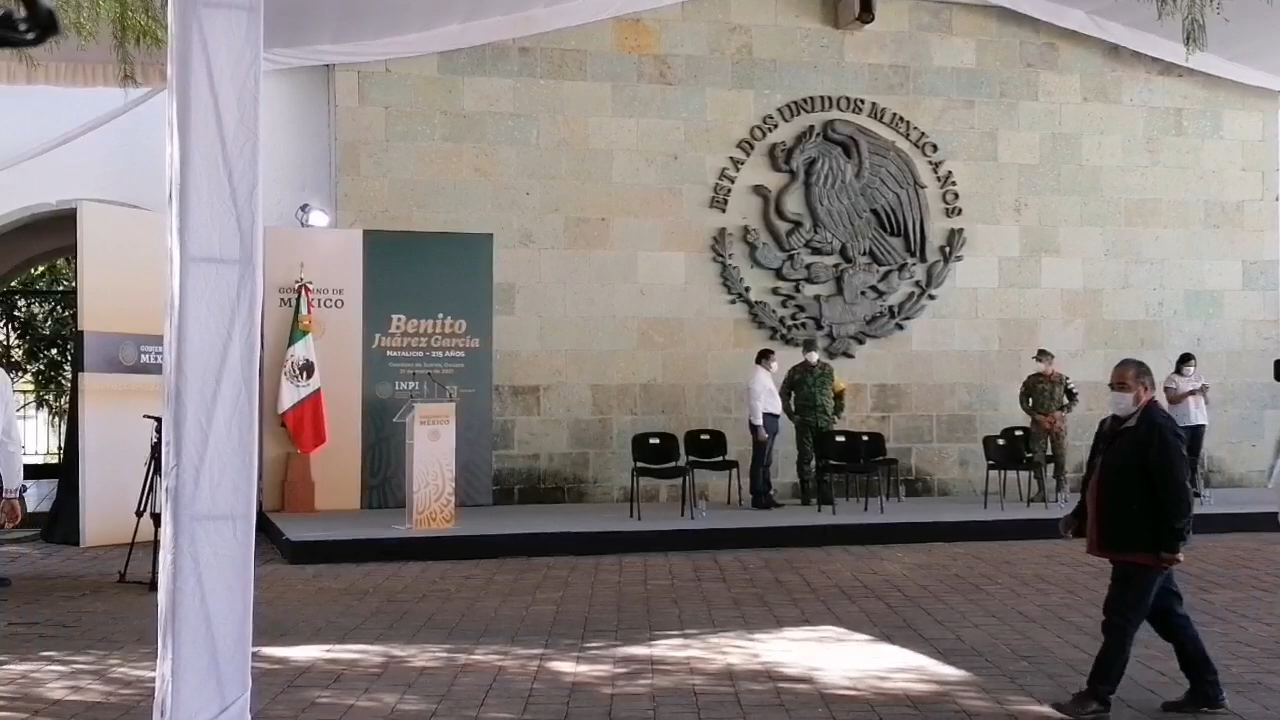 ESTADOS UNIDOS MEXICANOS
MÉXICO
Benito
Juárez García
NATALICIO - 215 AÑOS
INPI
GOBIERNO DE
MÉXICO